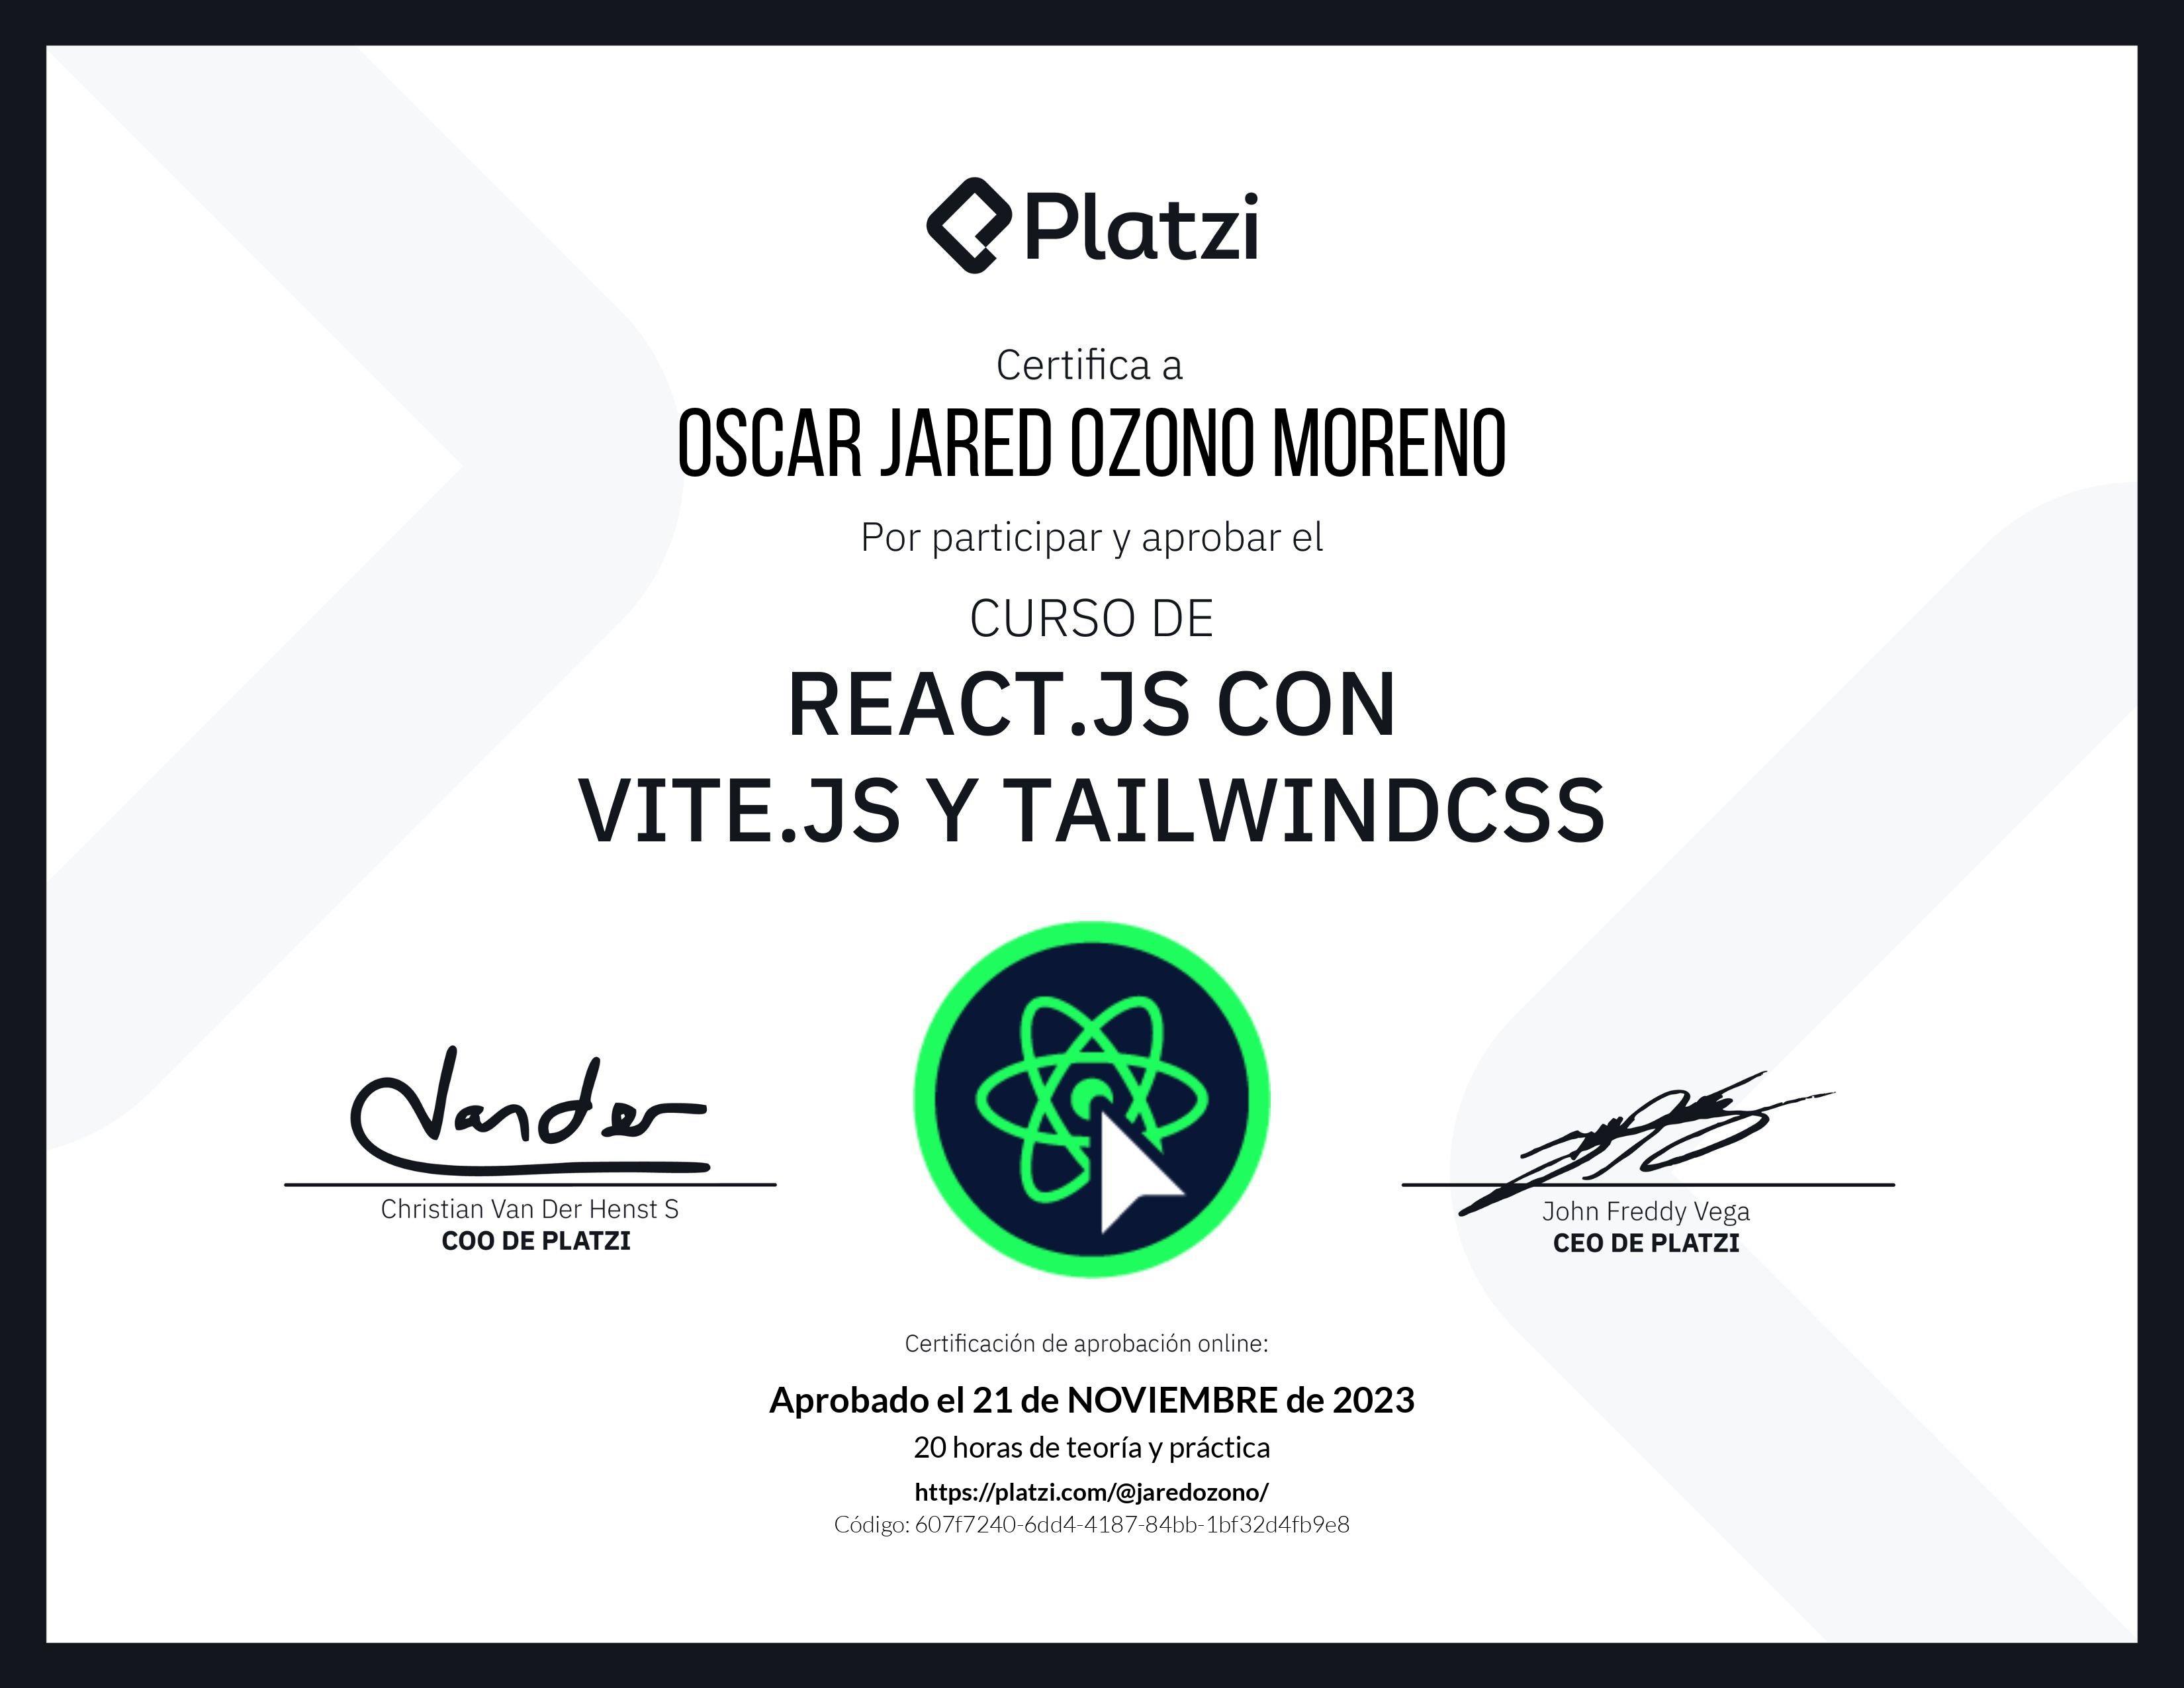 Platzi
Certifica a
OSCAR JARED OZONO MORENO
Por participar y aprobar el
CURSO DE
REACT.JS CON
VITE.JS Y TAILWINDCSS
Vander
Christian Van Der Henst S
COO DE PLATZI
John Freddy Vega
CEO DE PLATZI
Certificación de aprobación online:
Aprobado el 21 de NOVIEMBRE de 2023
20 horas de teoría y práctica
https://platzi.com/@jaredozono/
Código: 607f7240-6dd4-4187-84bb-1bf32d4fb9e8